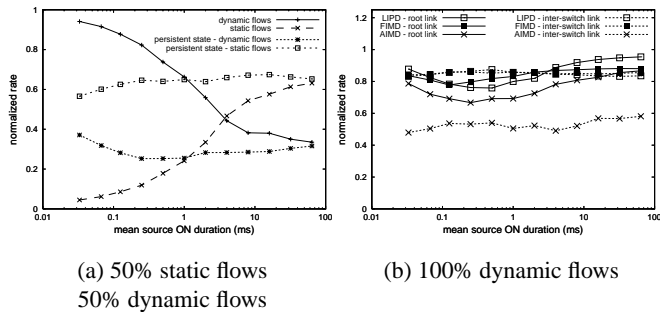 dynamic flows
static flows
persistent state - dynamic flows
persistent state - static flows
1
0.8
0.6
0.4
0.2
0
normalized rate
0.01 0.1 1 10 100
mean source ON duration (ms)
(a) 50% static flows
50% dynamic flows
LIPD - root link LIPD - inter-switch link
FIMD - root link FIMD - inter-switch link
AIMD - root link AIMD - inter-switch link
1.2
1
0.8
0.6
0.4
0.2
0
normalized rate
0.01 0.1 1 10 100
mean source ON duration (ms)
(b) 100% dynamic flows